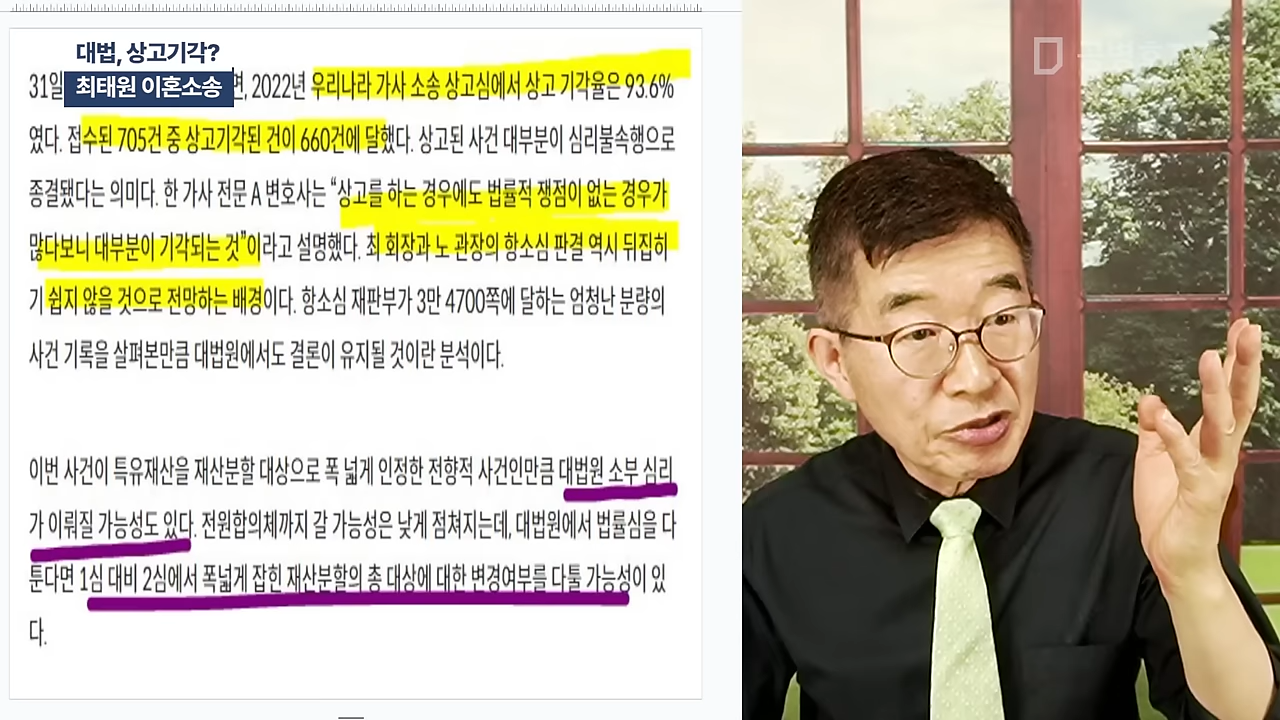 대법, 상고기각?
최태원 이혼소송
31일 면, 2022년 우리나라 가사 소송 상고심에서 상고 기각율은 93.6%
였다. 접수된 705건 중 상고기각된 건이 660건에 달했다. 상고된 사건 대부분이 심리불속행으로
종결됐다는 의미다. 한 가사 전문 A 변호사는 “상고를 하는 경우에도 법률적 쟁점이 없는 경우가
많다보니 대부분이 기각되는 것”이라고 설명했다. 최 회장과 노 관장의 항소심 판결 역시 뒤집히
기 쉽지 않을 것으로 전망하는 배경이다. 항소심 재판부가 3만 4700쪽에 달하는 엄청난 분량의
사건 기록을 살펴본만큼 대법원에서도 결론이 유지될 것이란 분석이다.
이번 사건이 특유재산을 재산분할 대상으로 폭 넓게 인정한 전향적 사건인만큼 대법원 소부 심리
가 이뤄질 가능성도 있다. 전원합의체까지 갈 가능성은 낮게 점쳐지는데, 대법원에서 법률심을 다
툰다면 1심 대비 2심에서 폭넓게 잡힌 재산분할의 총 대상에 대한 변경여부를 다툴 가능성이 있
다.